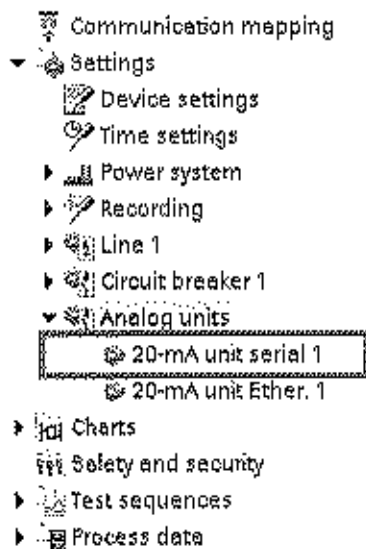 Communication mapping
Settings
Device settings
Time settings
Power system
Recording
Line 1
Circuit breaker 1
Analog units
20-mA unit serial 1
20-mA unit Ether. 1
Charts
Safety and security
Test sequences
Process data